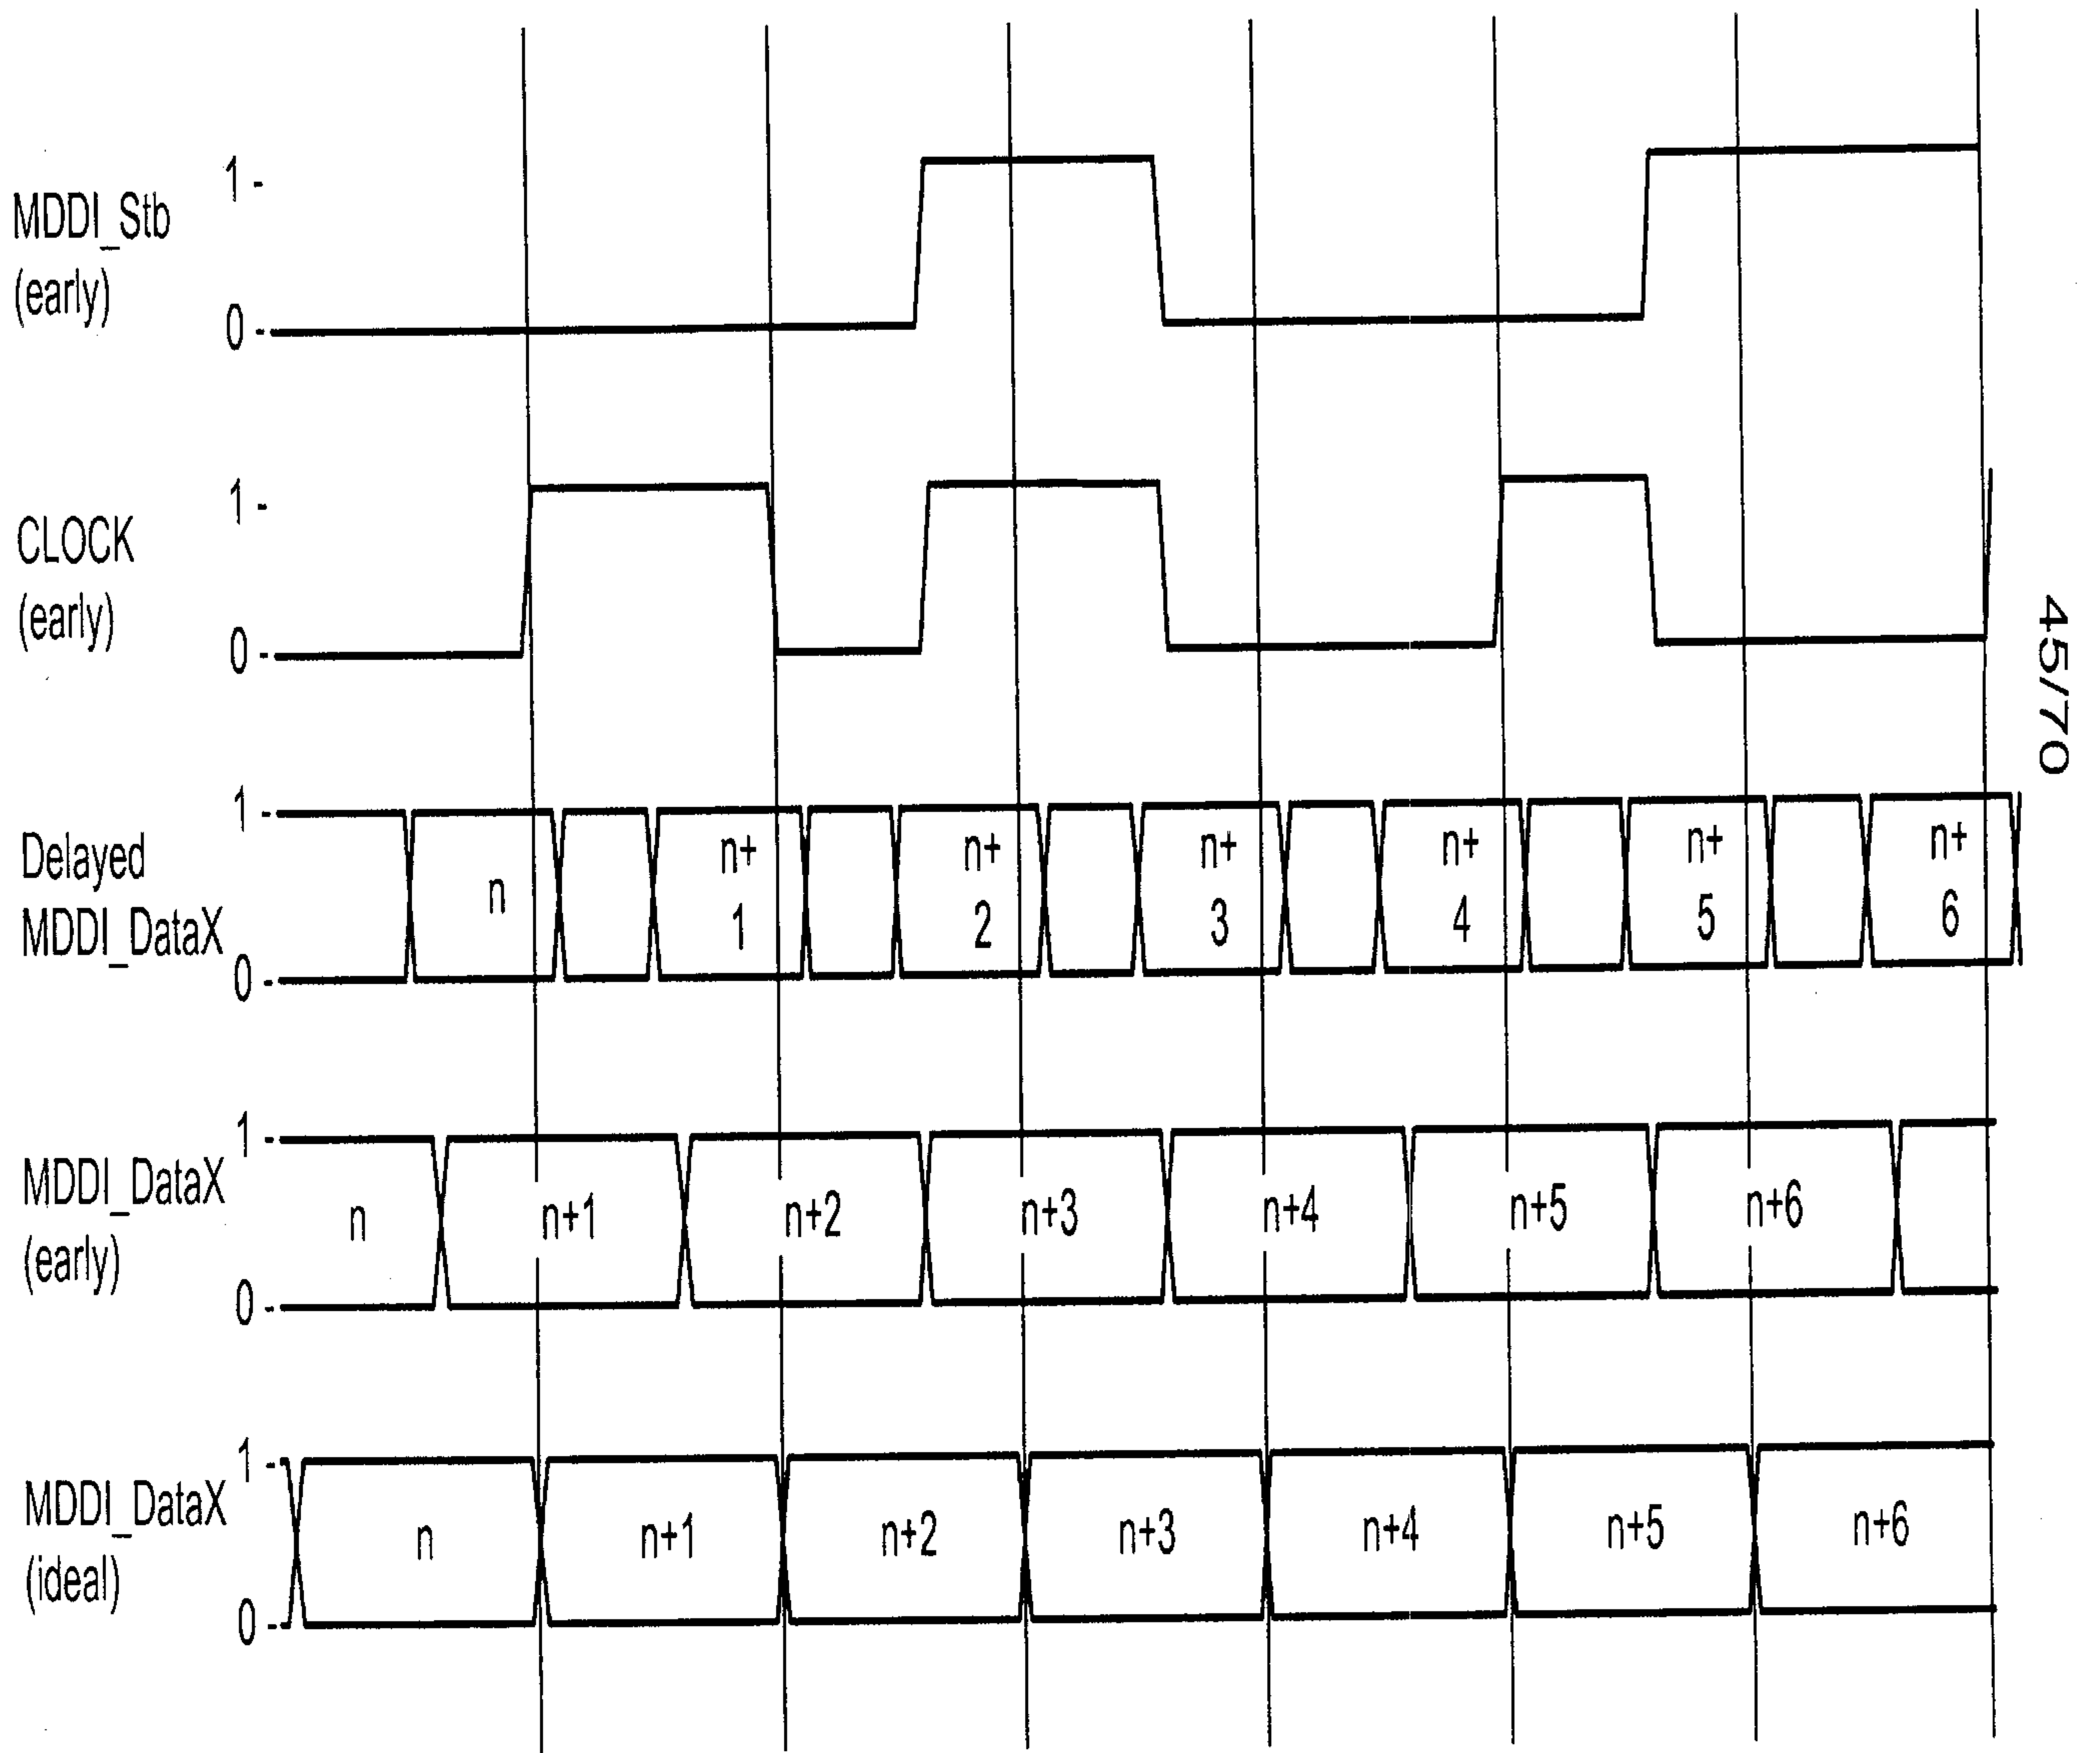 MDDI_Stb
(early)
1 -
0 -
CLOCK
(early)
1 -
0 -
45/70
Delayed
MDDI_DataX
1 -
0 -
n
n+
1
n+
2
n+
3
n+
4
n+
5
n+
6
MDDI_DataX
(early)
1 -
0 -
n
n+1
n+2
n+3
n+4
n+5
n+6
MDDI_DataX
(ideal)
1 -
0 -
n
n+1
n+2
n+3
n+4
n+5
n+6